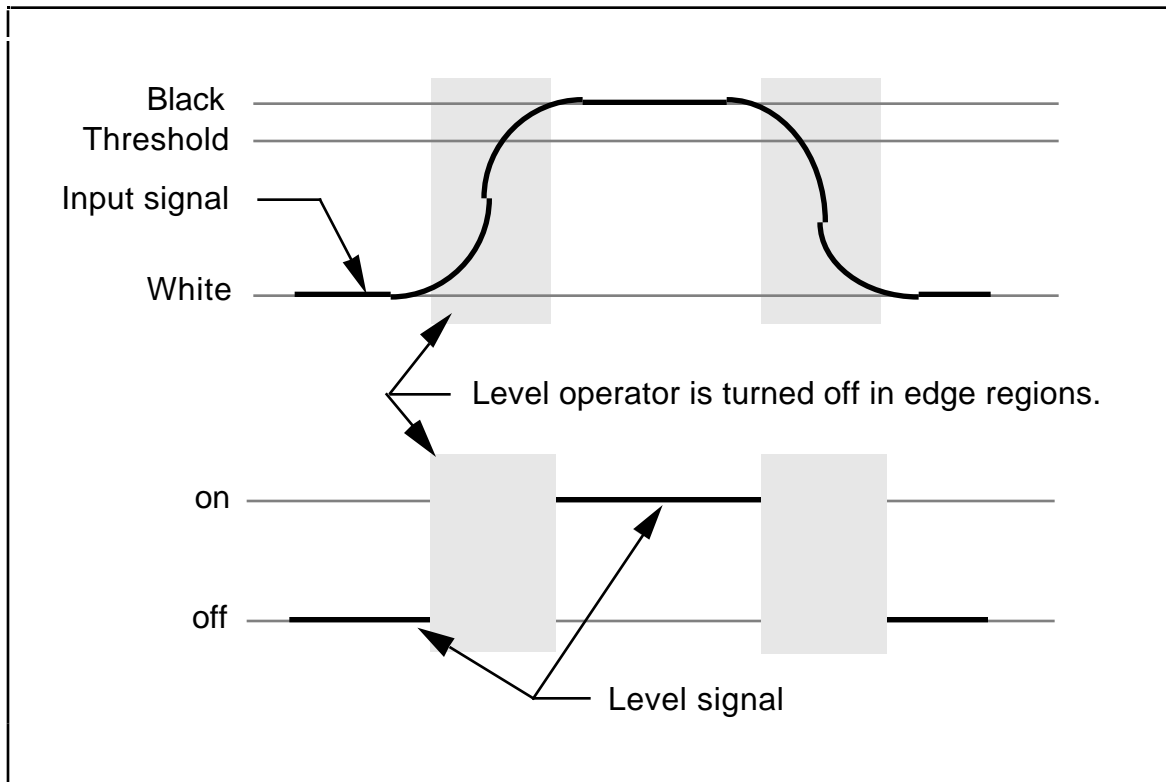 Black
Threshold
Input signal
White
Level operator is turned off in edge regions.
on
off
Level signal